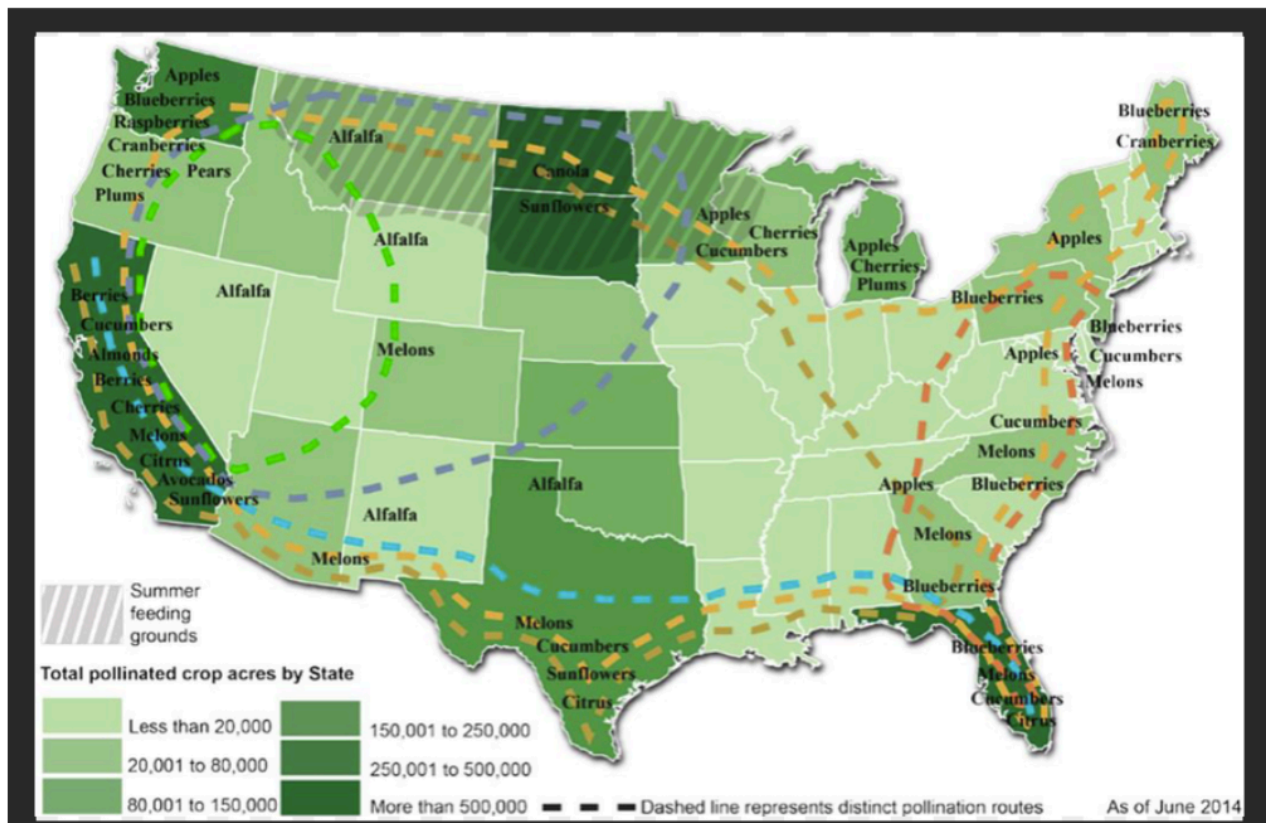 Apples
Blueberries
Raspberries
Cranberries
Cherries
Pears
Plums
Alfalfa
Canola
Sunflowers
Apples
Cherries
Cucumbers
Apples
Cherries
Plums
Blueberries
Cranberries
Apples
Blueberries
Blueberries
Apples
Cucumbers
Melons
Cucumbers
Melons
Blueberries
Apples
Melons
Blueberries
Blueberries
Melons
Cucumbers
Citrus
Alfalfa
Alfalfa
Melons
Berries
Cucumbers
Almonds
Berries
Cherries
Melons
Citrus
Avocados
Sunflowers
Alfalfa
Melons
Alfalfa
Melons
Cucumbers
Sunflowers
Citrus
Summer
feeding
grounds
Total pollinated crop acres by State
Less than 20,000
20,001 to 80,000
80,001 to 150,000
150,001 to 250,000
250,001 to 500,000
More than 500,000
Dashed line represents distinct pollination routes
As of June 2014